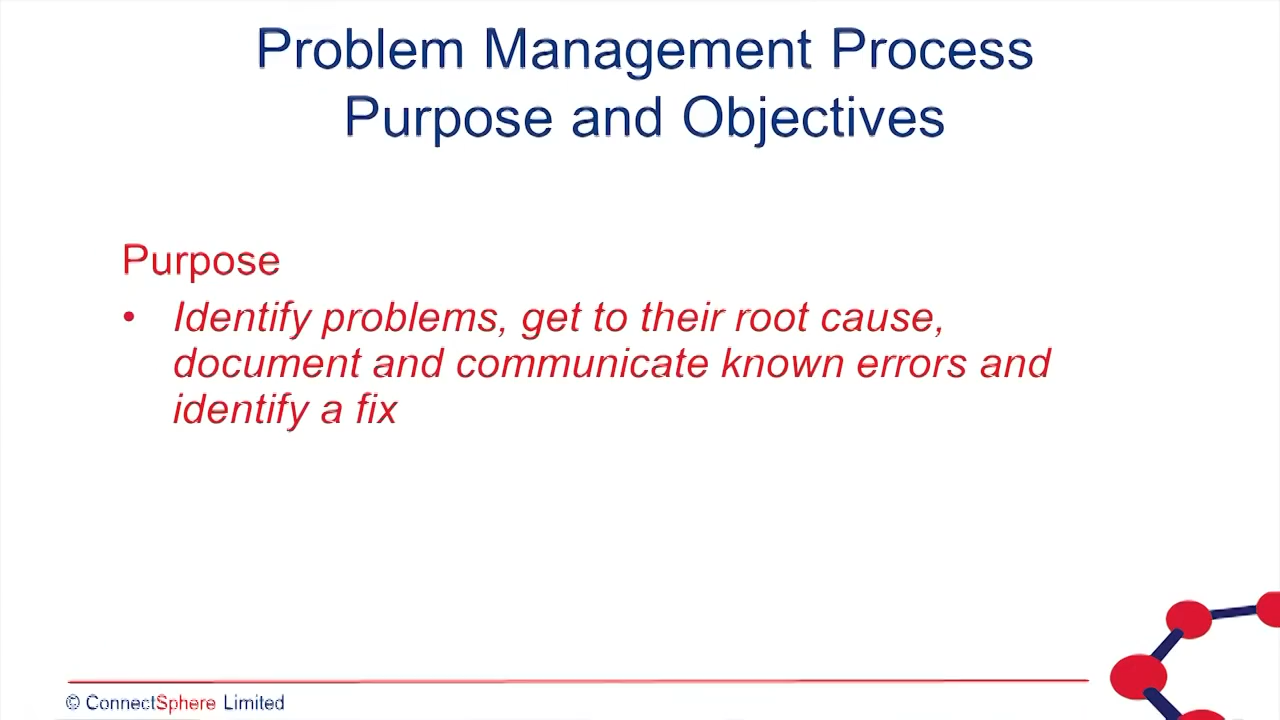 Problem Management Process
Purpose and Objectives
Purpose
• Identify problems, get to their root cause,
document and communicate known errors and
identify a fix
© ConnectSphere Limited